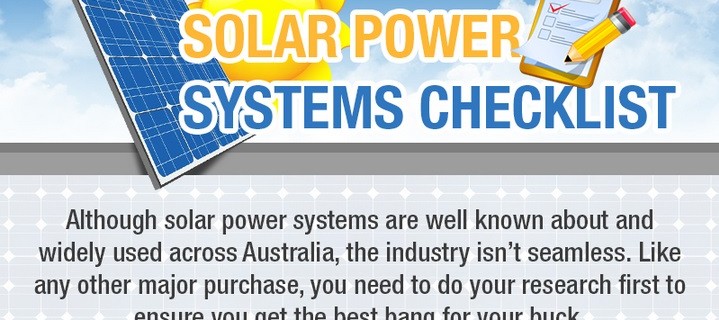 SOLAR POWER
SYSTEMS CHECKLIST
Although solar power systems are well known about and
widely used across Australia, the industry isn't seamless. Like
any other major purchase, you need to do your research first to
ensure you get the best bang for your buck